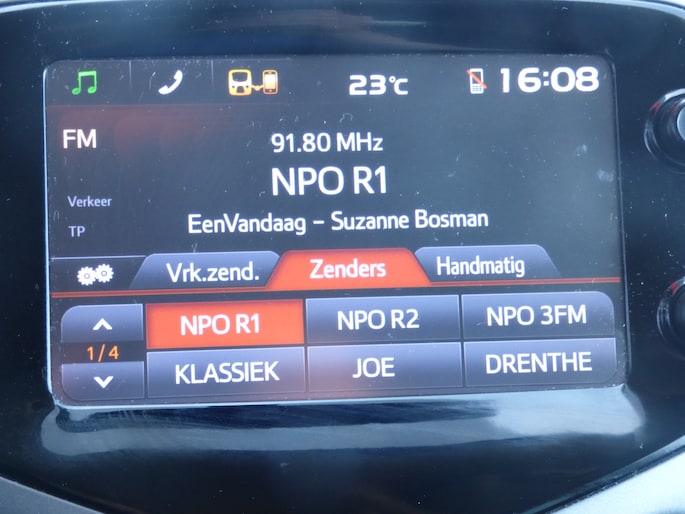 23°C 16:08
FM
91.80 MHz
NPO R1
Verkeer
TP
EenVandaag - Suzanne Bosman
Vrk.zend. Zenders Handmatig
NPO R1 NPO R2 NPO 3FM
1/4
KLASSIEK JOE DRENTHE